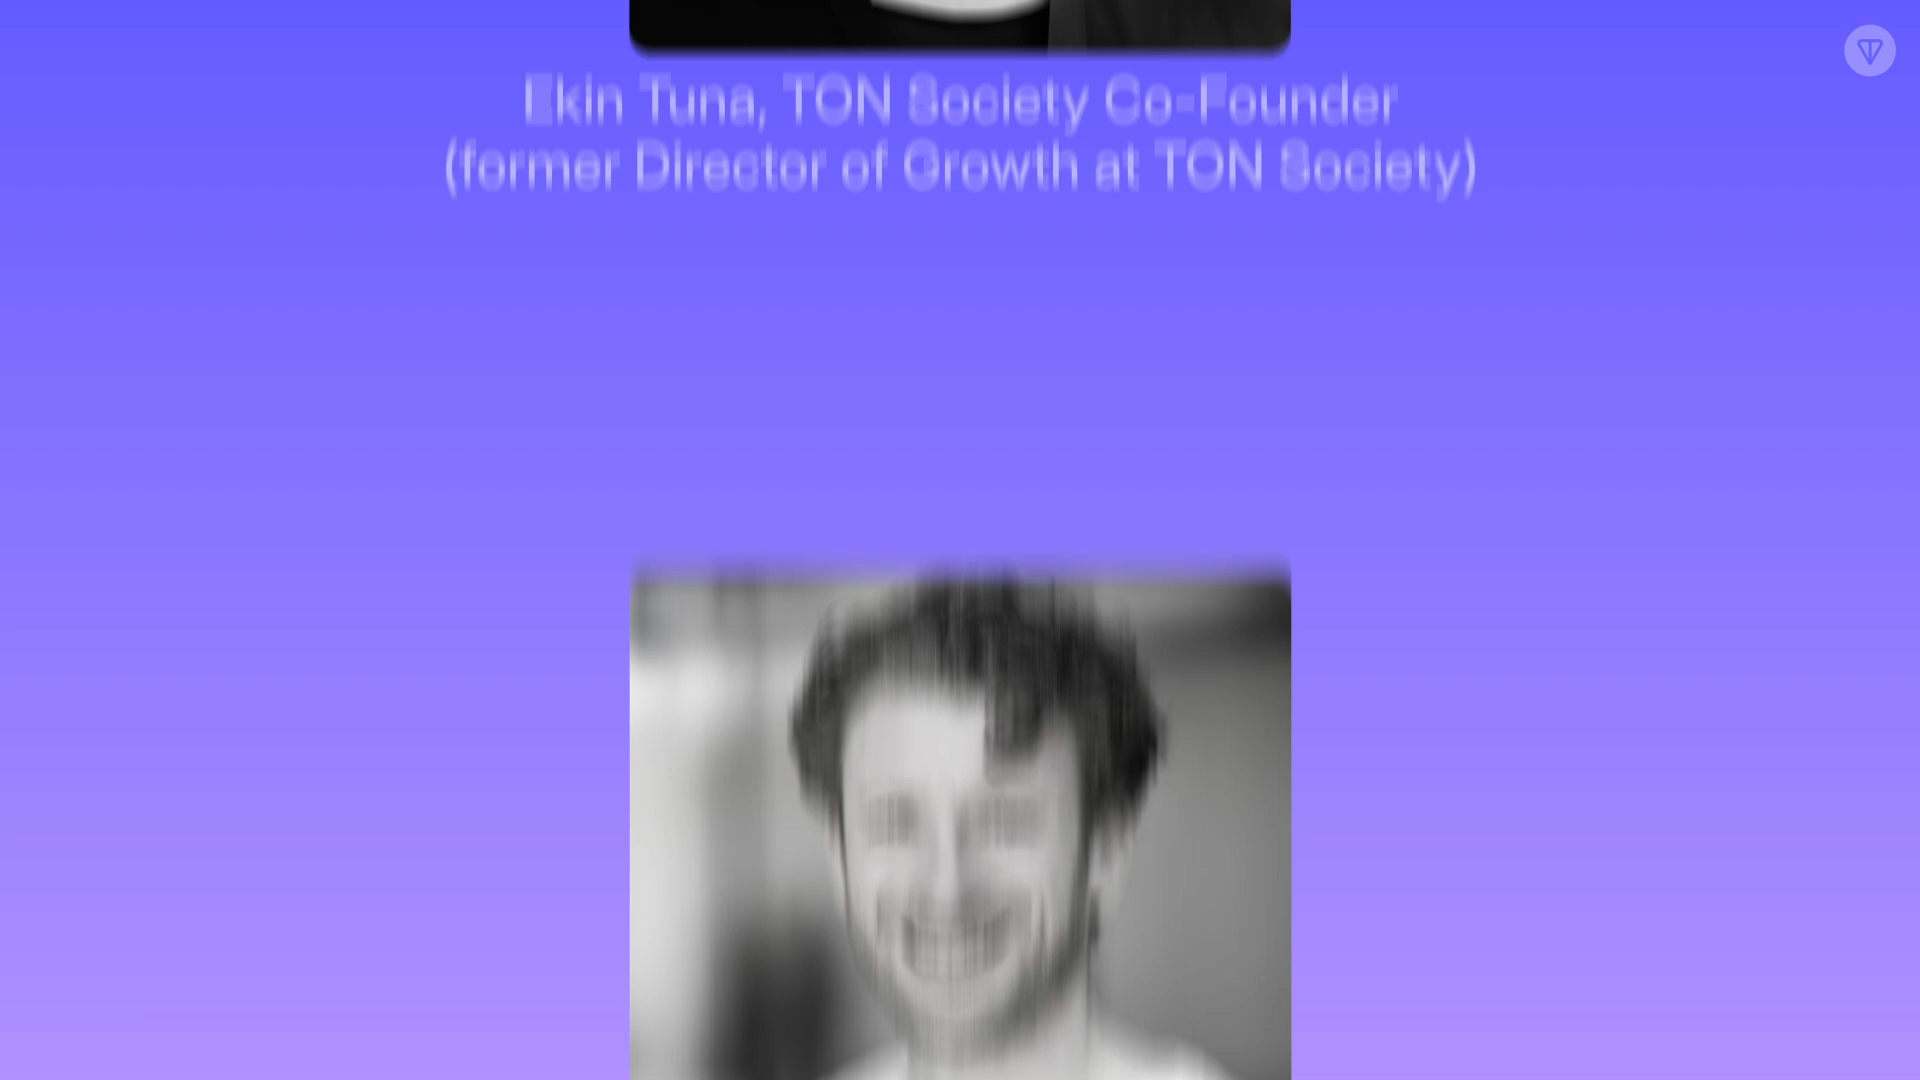 Ekin Tuna, TON Society Co-Founder
(former Director of Growth at TON Society)